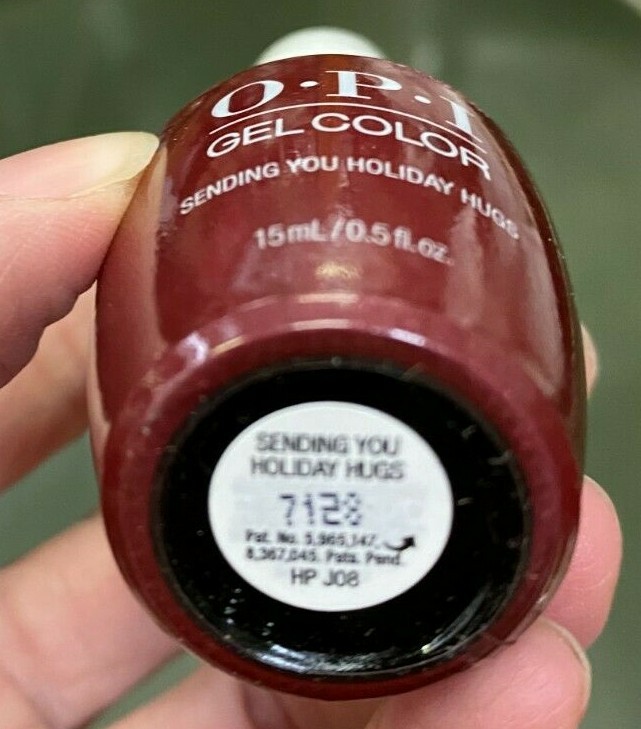 O·P·I
GEL COLOR
SENDING YOU HOLIDAY HUGS
15mL/0.5 fl.oz.
SENDING YOU
HOLIDAY HUGS
7128
Pat. No. 5,965,147,
8,367,045. Pats. Pend.
HP J08